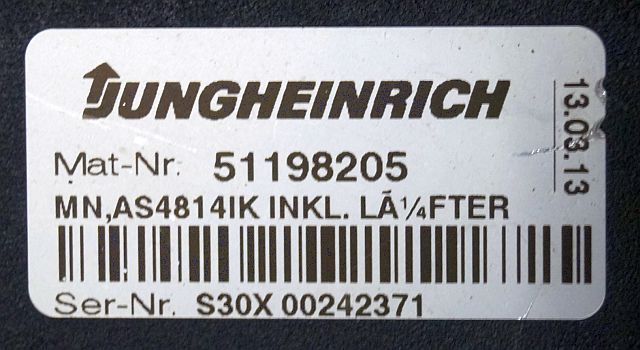 JUNGHEINRICH
Mat-Nr. 51198205
MN,AS4814IK INKL. LÃ¼FTER
Ser-Nr. S30X 00242371
13.03.13